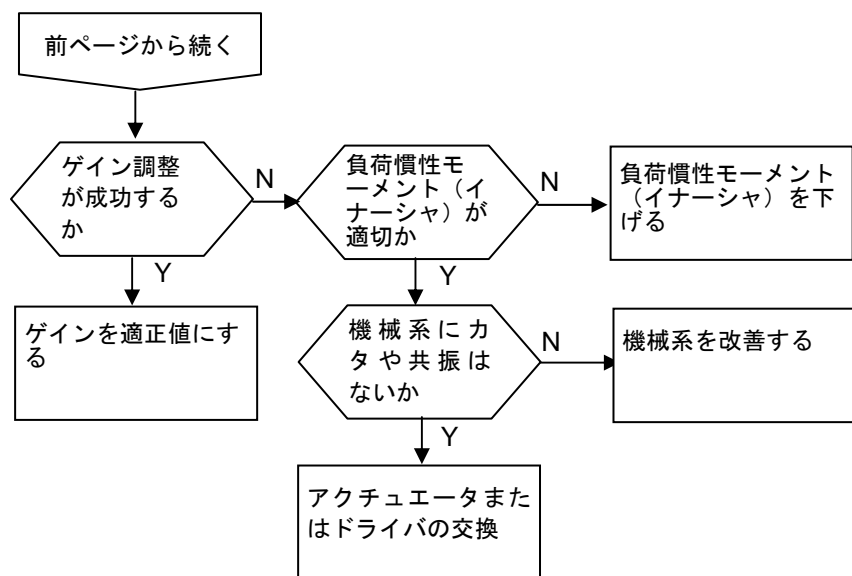 前ページから続く
ゲイン調整
が成功する
か
N
負荷慣性モ
ーメント（イ
ナーシャ）が
適切か
N
負荷慣性モーメント
（イナーシャ）を下
げる
Y
Y
ゲインを適正値にす
る
機械系にカ
タや共振は
ないか
N
機械系を改善する
Y
アクチュエータまた
はドライバの交換